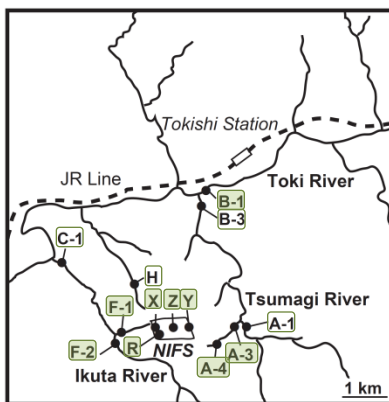 Tokishi Station
JR Line
Toki River
B-1
B-3
C-1
H
Tsumagi River
X Z Y
F-1
A-1
F-2
R
NIFS
A-3
Ikuta River
A-4
1 km